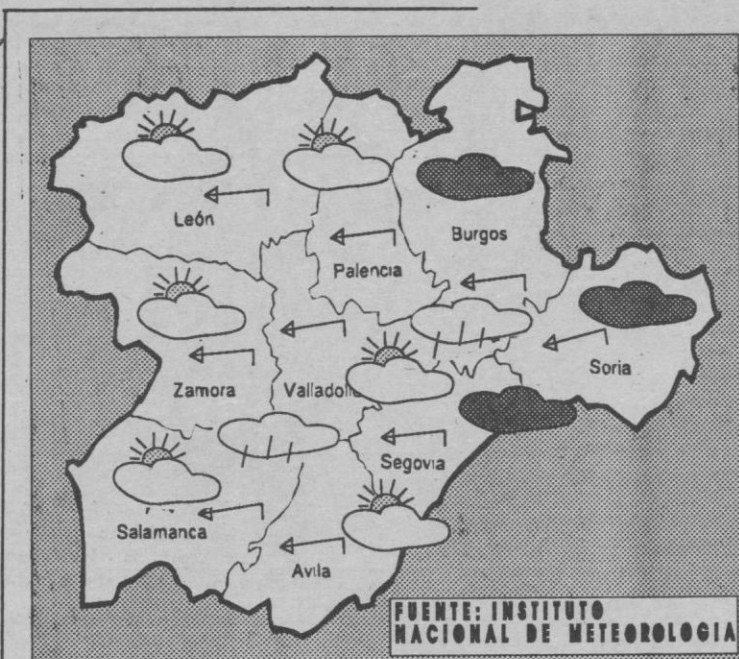 León
Burgos
Palencia
Soria
Zamora
Valladolid
Segovia
Salamanca
Avila
FUENTE: INSTITUTO
NACIONAL DE METEOROLOGIA